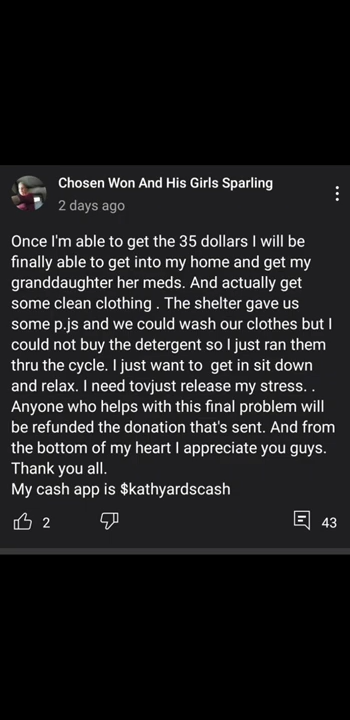 Chosen Won And His Girls Sparling
2 days ago
Once I'm able to get the 35 dollars I will be
finally able to get into my home and get my
granddaughter her meds. And actually get
some clean clothing . The shelter gave us
some p.js and we could wash our clothes but I
could not buy the detergent so I just ran them
thru the cycle. I just want to  get in sit down
and relax. I need tovjust release my stress. .
Anyone who helps with this final problem will
be refunded the donation that's sent. And from
the bottom of my heart I appreciate you guys.
Thank you all.
My cash app is $kathyardscash
2
43